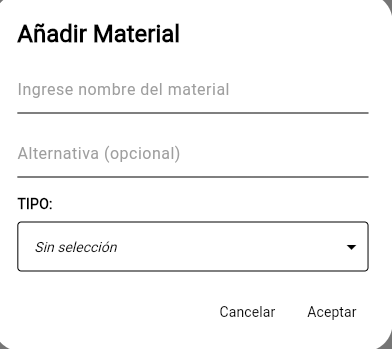 Añadir Material
Ingrese nombre del material
Alternativa (opcional)
TIPO:
Sin selección
Cancelar Aceptar